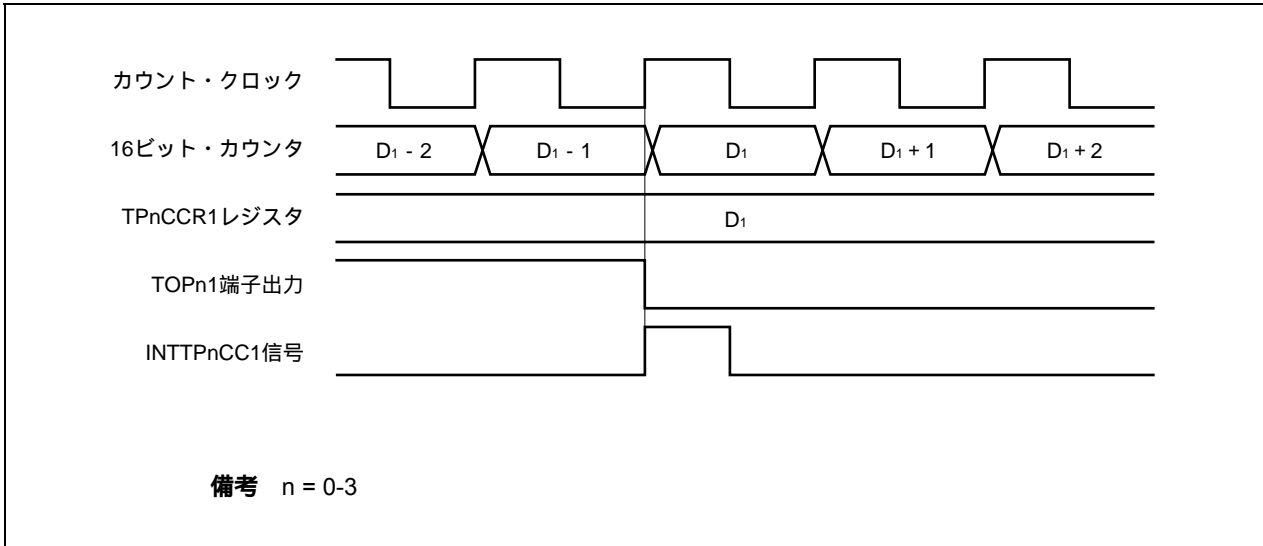 カウント・クロック
16ビット・カウンタ D₁ - 2 D₁ - 1 D₁ D₁ + 1 D₁ + 2
TPnCCR1レジスタ D₁
TOPn1端子出力
INTTPnCC1信号
備考 n = 0-3